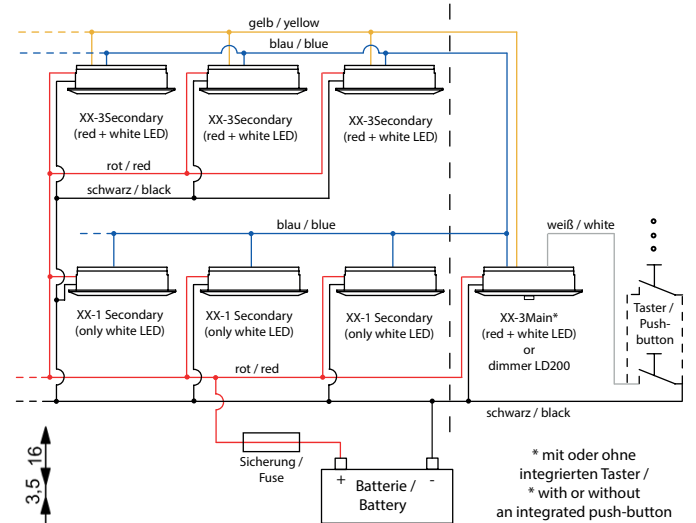 gelb / yellow
blau / blue
XX-3Secondary
(red + white LED)
XX-3Secondary
(red + white LED)
XX-3Secondary
(red + white LED)
rot / red
schwarz / black
blau / blue
weiß / white
XX-1 Secondary
(only white LED)
XX-1 Secondary
(only white LED)
XX-1 Secondary
(only white LED)
XX-3Main*
(red + white LED)
or
dimmer LD200
Taster /
Push-
button
rot / red
schwarz / black
Sicherung /
Fuse
+ -
Batterie /
Battery
3,5 16
* mit oder ohne
integrierten Taster /
* with or without
an integrated push-button